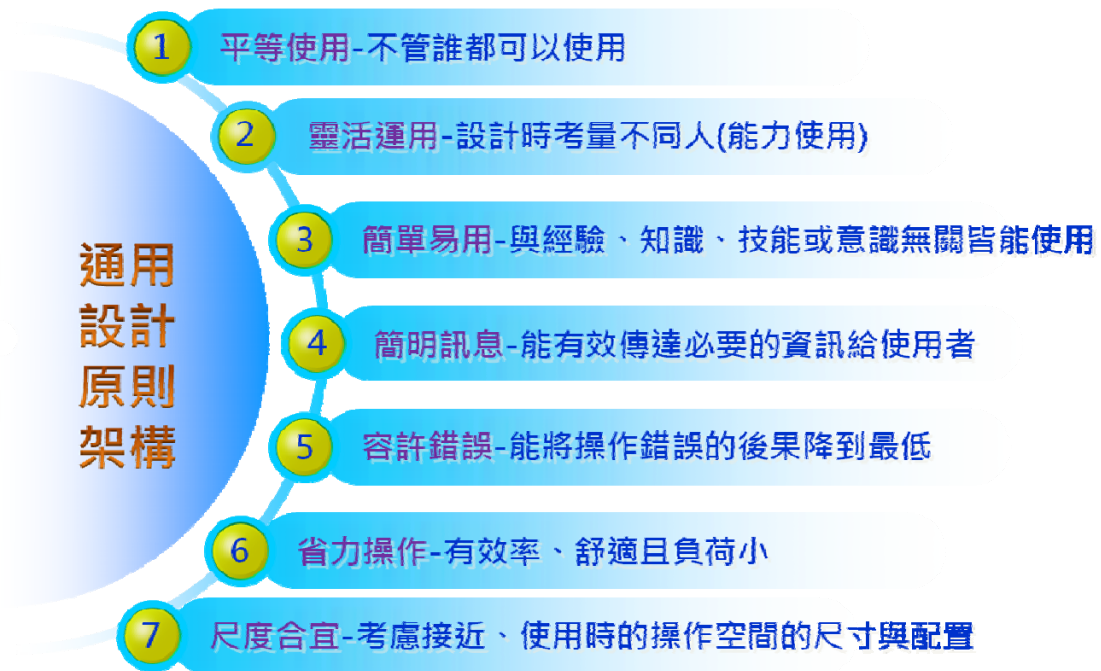 1 平等使用-不管誰都可以使用
2 靈活運用-設計時考量不同人(能力使用)
3 簡單易用-與經驗、知識、技能或意識無關皆能使用
4 簡明訊息-能有效傳達必要的資訊給使用者
5 容許錯誤-能將操作錯誤的後果降到最低
6 省力操作-有效率、舒適且負荷小
7 尺度合宜-考慮接近、使用時的操作空間的尺寸與配置
通用
設計
原則
架構